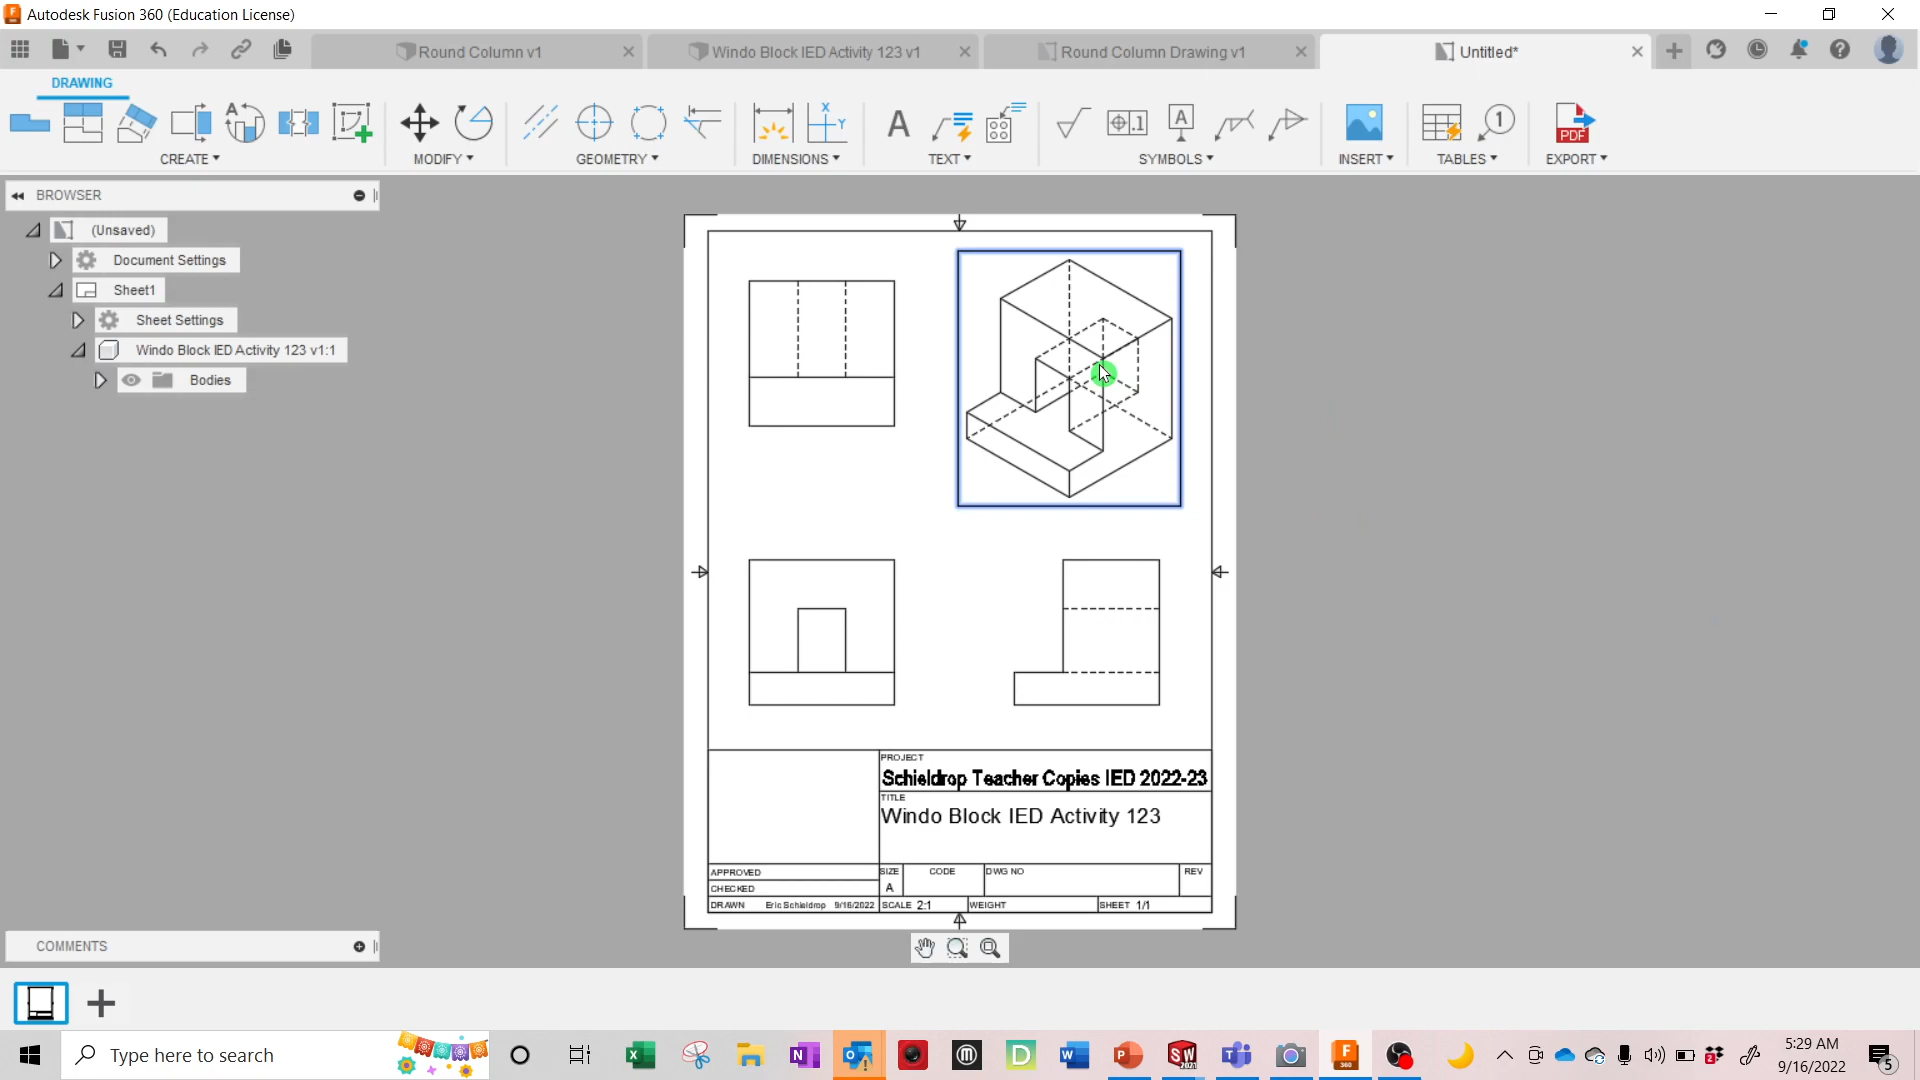 Autodesk Fusion 360 (Education License)
Round Column v1
Windo Block IED Activity 123 v1
Round Column Drawing v1
Untitled*
DRAWING
CREATE
MODIFY
GEOMETRY
DIMENSIONS
TEXT
SYMBOLS
INSERT
TABLES
EXPORT
BROWSER
(Unsaved)
Document Settings
Sheet1
Sheet Settings
Windo Block IED Activity 123 v1:1
Bodies
PROJECT
Schieldrop Teacher Copies IED 2022-23
TITLE
Windo Block IED Activity 123
APPROVED
SIZE
CODE
DWG NO
REV
CHECKED
A
DRAWN Eric Schieldrop 9/16/2022
SCALE 2:1
WEIGHT
SHEET 1/1
COMMENTS
Type here to search
5:29 AM
9/16/2022
5